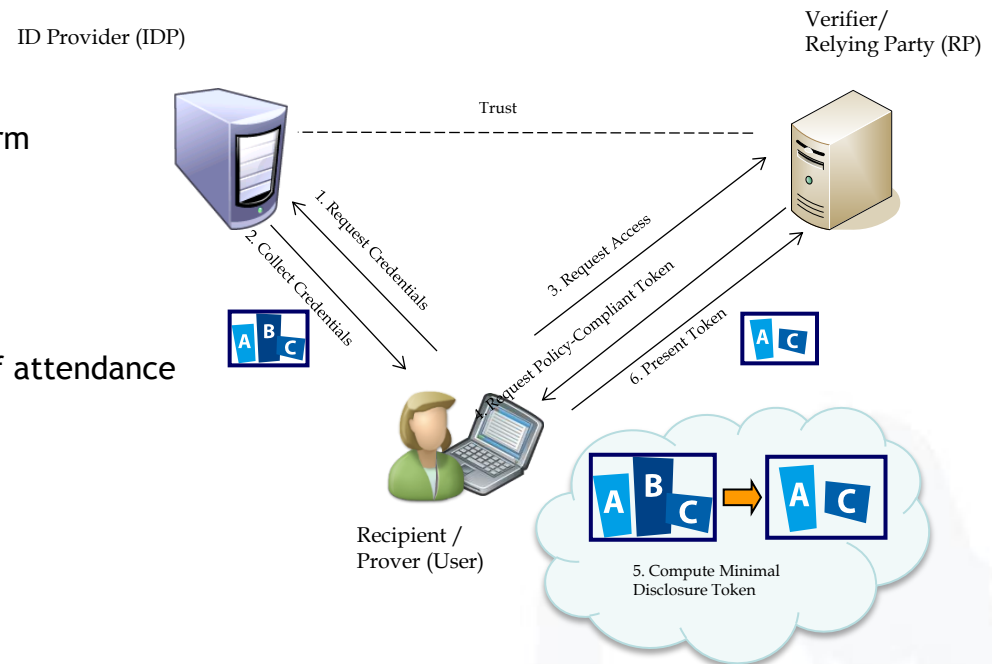 ID Provider (IDP)
Verifier/
Relying Party (RP)
Trust
rm
1. Request Credentials
2. Collect Credentials
A B C
3. Request Access
4. Request Policy-Compliant Token
6. Present Token
A C
f attendance
Recipient /
Prover (User)
A B C
A C
5. Compute Minimal
Disclosure Token